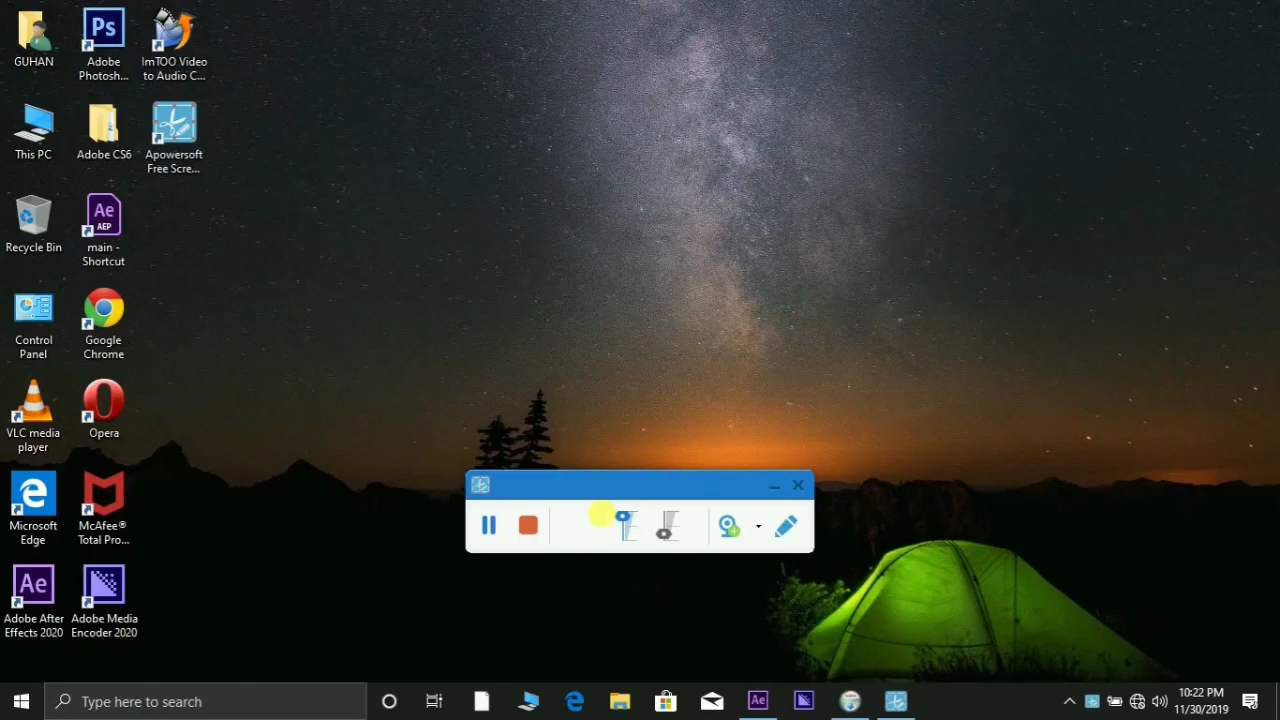 GUHAN
Ps
Adobe
Photosh...
ImTOO Video
to Audio C...
This PC
Adobe CS6
Apowersoft
Free Scre...
Recycle Bin
Ae
AEP
main -
Shortcut
Control
Panel
Google
Chrome
VLC media
player
Opera
Microsoft
Edge
McAfee®
Total Pro...
Ae
Adobe After
Effects 2020
Adobe Media
Encoder 2020
Type here to search
Ae
10:22 PM
11/30/2019